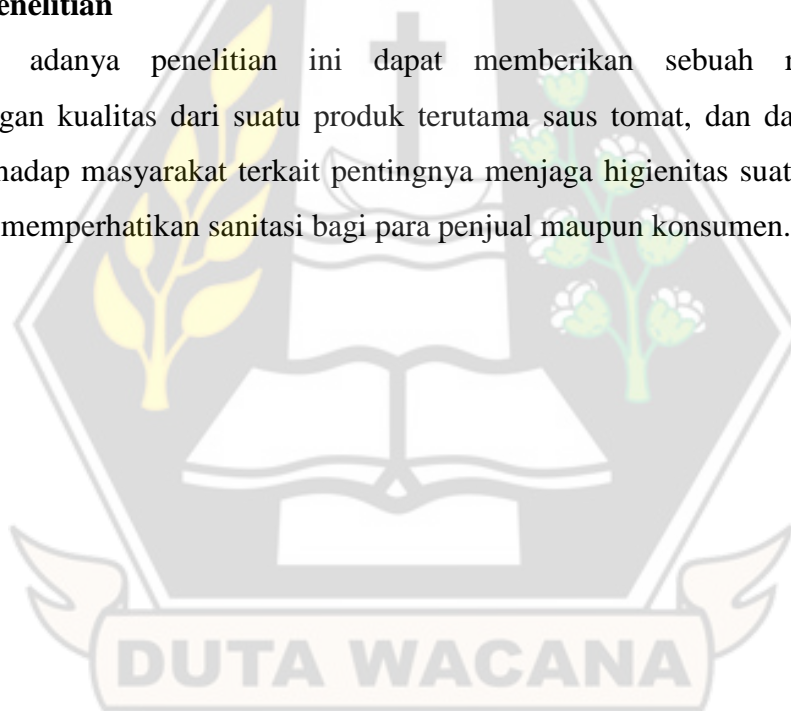 enelitian
adanya penelitian ini dapat memberikan sebuah
gan kualitas dari suatu produk terutama saus tomat, dan da
hadap masyarakat terkait pentingnya menjaga higienitas suat
memperhatikan sanitasi bagi para penjual maupun konsumen.
DUTA WACANA